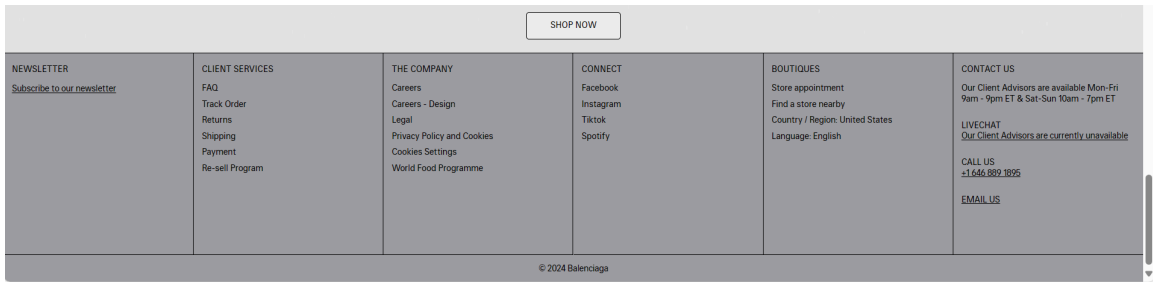 SHOP NOW
NEWSLETTER
Subscribe to our newsletter
CLIENT SERVICES
FAQ
Track Order
Returns
Shipping
Payment
Re-sell Program
THE COMPANY
Careers
Careers - Design
Legal
Privacy Policy and Cookies
Cookies Settings
World Food Programme
CONNECT
Facebook
Instagram
Tiktok
Spotify
BOUTIQUES
Store appointment
Find a store nearby
Country / Region: United States
Language: English
CONTACT US
Our Client Advisors are available Mon-Fri
9am - 9pm ET & Sat-Sun 10am - 7pm ET
LIVECHAT
Our Client Advisors are currently unavailable
CALL US
+1 646 889 1895
EMAIL US
© 2024 Balenciaga